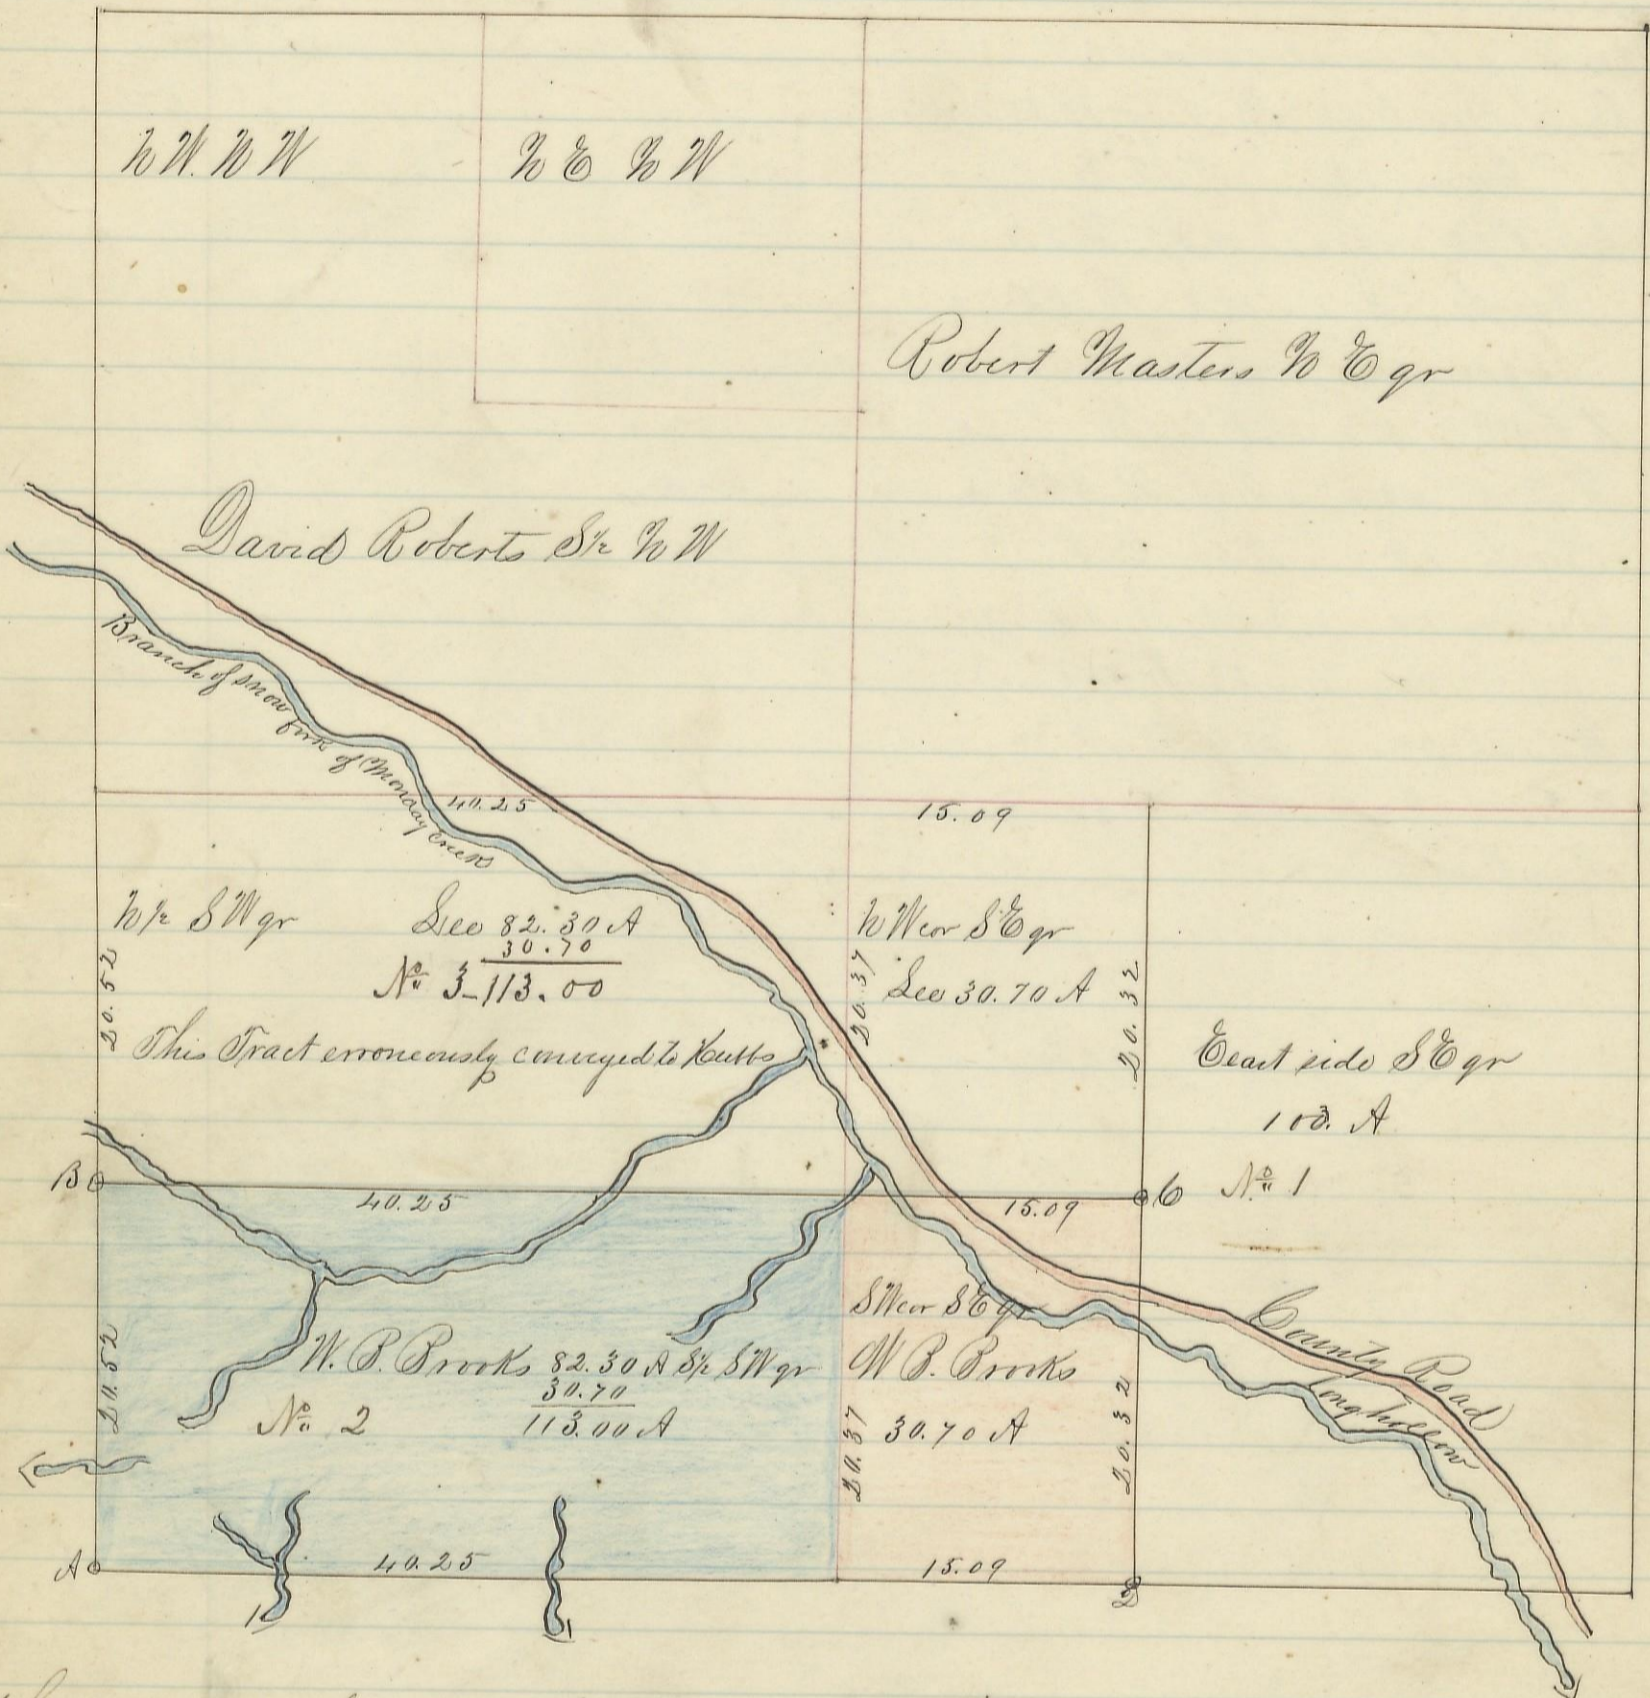 N W. N W
N E N W
Robert Masters N E qr
David Roberts S½ N W
Branch of snow fork of Monday Creek
40.25
15.09
N½ S W qr
Leo 82.30 A
30.70
No 3 - 113.00
20.52
This Tract erroneously conveyed to
N W cor S E qr
Leo 30.70 A
20.37
20.32
Eeast side S E qr
103. A
No 1
B
40.25
15.09
C
S W cor S E qr
W. B. Brooks 82.30 A S½ S W qr
30.70
113.00 A
No 2
20.52
W B. Brooks
30.70 A
20.37
20.32
County Road
Longhollow
A
40.25
15.09